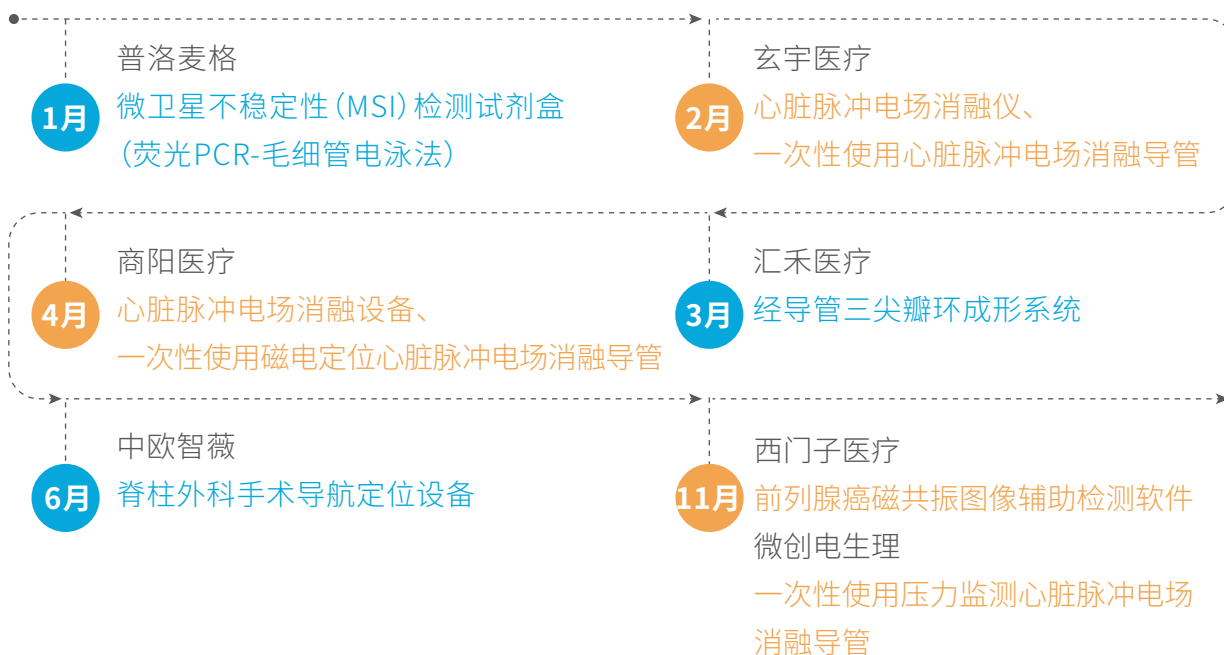 普洛麦格
1月
微卫星不稳定性（MSI）检测试剂盒
（荧光PCR-毛细管电泳法）
玄宇医疗
2月
心脏脉冲电场消融仪、
一次性使用心脏脉冲电场消融导管
汇禾医疗
3月
经导管三尖瓣环成形系统
商阳医疗
4月
心脏脉冲电场消融设备、
一次性使用磁电定位心脏脉冲电场消融导管
中欧智薇
6月
脊柱外科手术导航定位设备
西门子医疗
11月
前列腺癌磁共振图像辅助检测软件
微创电生理
一次性使用压力监测心脏脉冲电场
消融导管